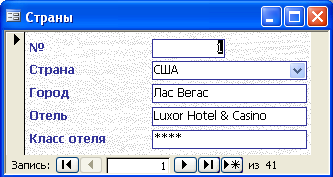 Страны
№ 1
Страна США
Город Лас Вегас
Отель Luxor Hotel & Casino
Класс отеля ****
Запись: 1 из 41